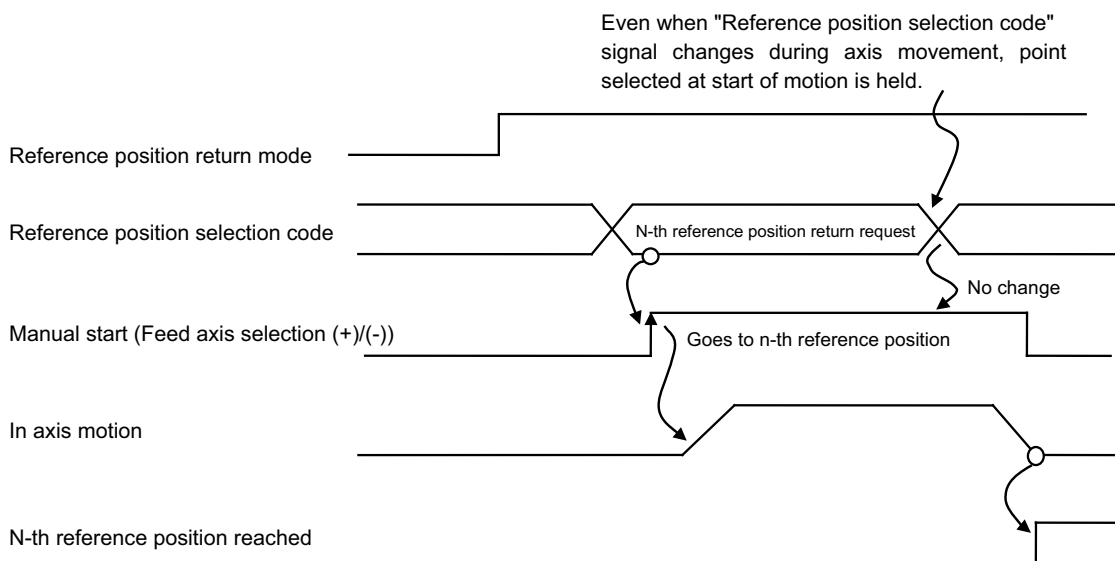 Even when "Reference position selection code"
signal changes during axis movement, point
selected at start of motion is held.
Reference position return mode
Reference position selection code
N-th reference position return request
No change
Manual start (Feed axis selection (+)/(-))
Goes to n-th reference position
In axis motion
N-th reference position reached